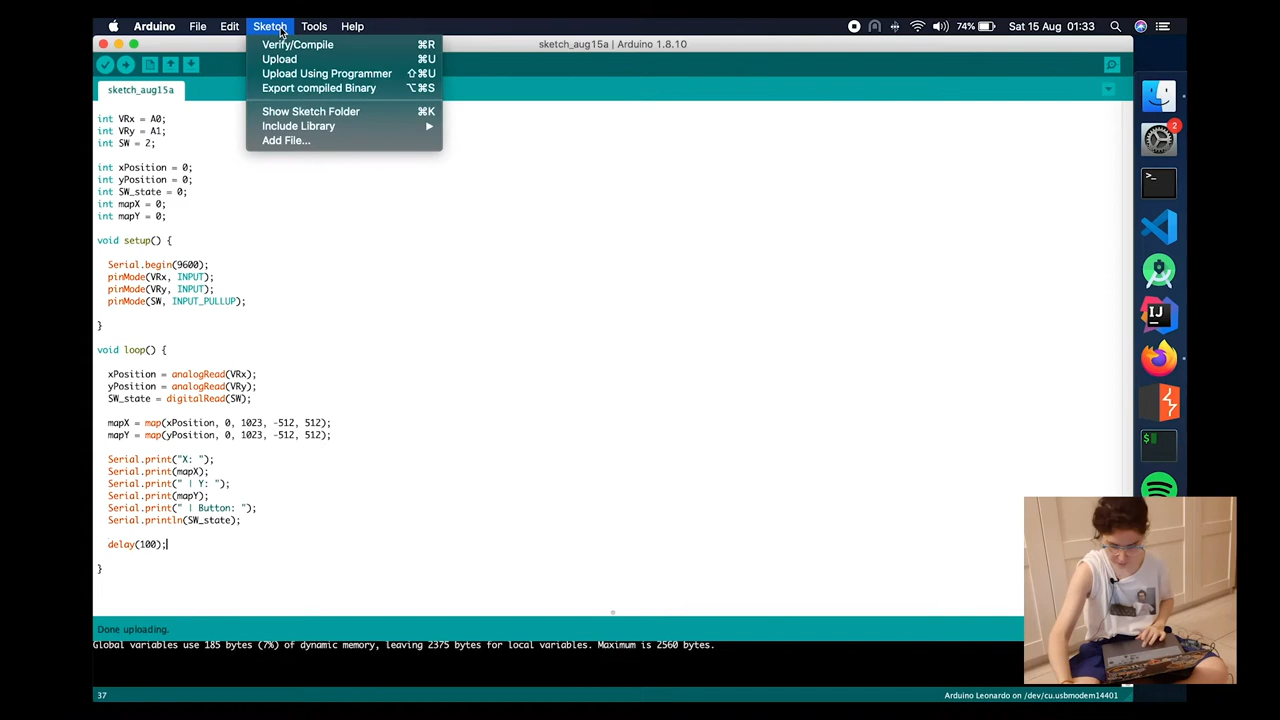 Arduino File Edit Sketch Tools Help 74% Sat 15 Aug 01:33
sketch_aug15a | Arduino 1.8.10
Verify/Compile ⌘R
Upload ⌘U
Upload Using Programmer ⇧⌘U
Export compiled Binary ⌥⌘S
Show Sketch Folder ⌘K
Include Library ▶
Add File...
sketch_aug15a
int VRx = A0;
int VRy = A1;
int SW = 2;
int xPosition = 0;
int yPosition = 0;
int SW_state = 0;
int mapX = 0;
int mapY = 0;
void setup() {
Serial.begin(9600);
pinMode(VRx, INPUT);
pinMode(VRy, INPUT);
pinMode(SW, INPUT_PULLUP);
}
void loop() {
xPosition = analogRead(VRx);
yPosition = analogRead(VRy);
SW_state = digitalRead(SW);
mapX = map(xPosition, 0, 1023, -512, 512);
mapY = map(yPosition, 0, 1023, -512, 512);
Serial.print("X: ");
Serial.print(mapX);
Serial.print(" | Y: ");
Serial.print(mapY);
Serial.print(" | Button: ");
Serial.println(SW_state);
delay(100);
}
2
>_
IJ
$
Done uploading.
Global variables use 185 bytes (7%) of dynamic memory, leaving 2375 bytes for local variables. Maximum is 2560 bytes.
37 Arduino Leonardo on /dev/cu.usbmodem14401